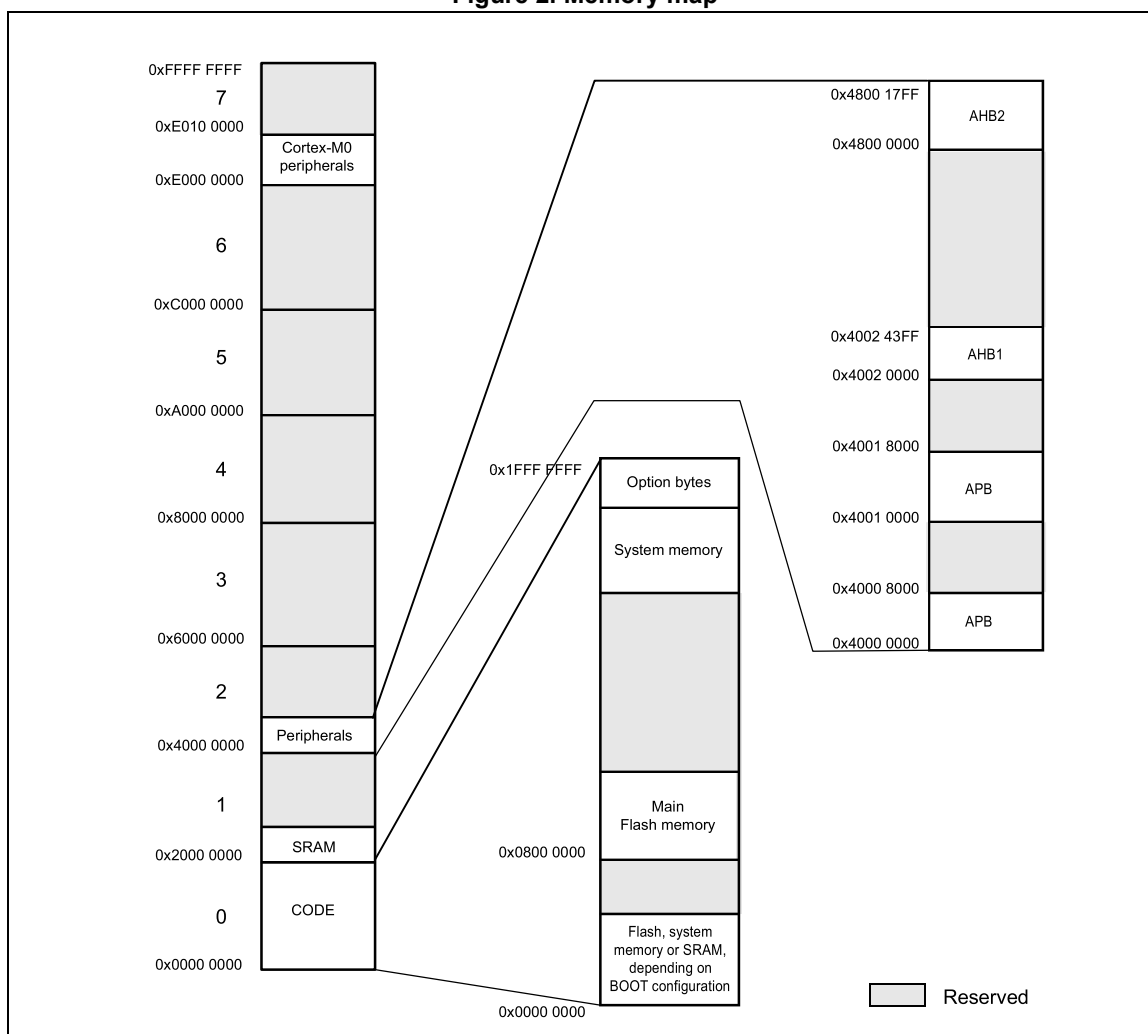 Figure 2. Memory map
0xFFFF FFFF
7
0xE010 0000
Cortex-M0
peripherals
0xE000 0000
6
0xC000 0000
5
0xA000 0000
4
0x8000 0000
3
0x6000 0000
2
Peripherals
0x4000 0000
1
SRAM
0x2000 0000
CODE
0
0x0000 0000
0x1FFF FFFF
Option bytes
System memory
Main
Flash memory
0x0800 0000
Flash, system
memory or SRAM,
depending on
BOOT configuration
0x0000 0000
0x4800 17FF
AHB2
0x4800 0000
0x4002 43FF
AHB1
0x4002 0000
0x4001 8000
APB
0x4001 0000
0x4000 8000
APB
0x4000 0000
Reserved